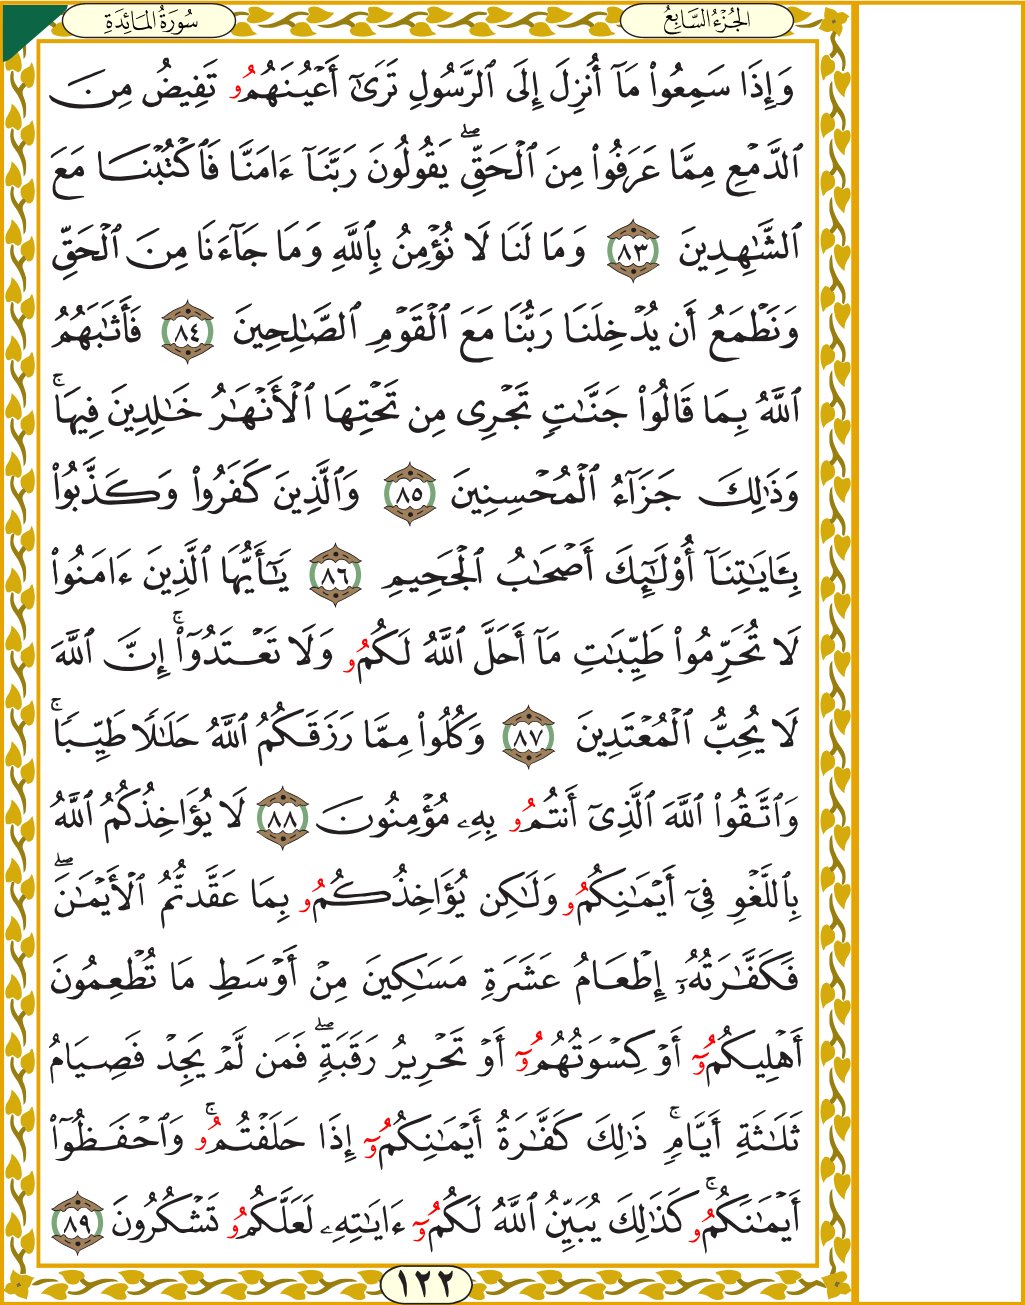 الجُزْءُ السَّابِعُ
سُورَةُ المَائِدَةِ
وَإِذَا سَمِعُوا۟ مَآ أُنزِلَ إِلَى ٱلرَّسُولِ تَرَىٰٓ أَعْيُنَهُمُۥ تَفِيضُ مِنَ
ٱلدَّمْعِ مِمَّا عَرَفُوا۟ مِنَ ٱلْحَقِّۖ يَقُولُونَ رَبَّنَآ ءَامَنَّا فَٱكْتُبْنَا مَعَ
ٱلشَّٰهِدِينَ ٨٣ وَمَا لَنَا لَا نُؤْمِنُ بِٱللَّهِ وَمَا جَآءَنَا مِنَ ٱلْحَقِّ
وَنَطْمَعُ أَن يُدْخِلَنَا رَبُّنَا مَعَ ٱلْقَوْمِ ٱلصَّٰلِحِينَ ٨٤ فَأَثَٰبَهُمُ
ٱللَّهُ بِمَا قَالُوا۟ جَنَّٰتٍ تَجْرِى مِن تَحْتِهَا ٱلْأَنْهَٰرُ خَٰلِدِينَ فِيهَاۚ
وَذَٰلِكَ جَزَآءُ ٱلْمُحْسِنِينَ ٨٥ وَٱلَّذِينَ كَفَرُوا۟ وَكَذَّبُوا۟
بِـَٔايَٰتِنَآ أُو۟لَٰٓئِكَ أَصْحَٰبُ ٱلْجَحِيمِ ٨٦ يَٰٓأَيُّهَا ٱلَّذِينَ ءَامَنُوا۟
لَا تُحَرِّمُوا۟ طَيِّبَٰتِ مَآ أَحَلَّ ٱللَّهُ لَكُمُۥ وَلَا تَعْتَدُوٓا۟ۚ إِنَّ ٱللَّهَ
لَا يُحِبُّ ٱلْمُعْتَدِينَ ٨٧ وَكُلُوا۟ مِمَّا رَزَقَكُمُ ٱللَّهُ حَلَٰلًا طَيِّبًاۚ
وَٱتَّقُوا۟ ٱللَّهَ ٱلَّذِىٓ أَنتُمُۥ بِهِۦ مُؤْمِنُونَ ٨٨ لَا يُؤَاخِذُكُمُ ٱللَّهُ
بِٱللَّغْوِ فِىٓ أَيْمَٰنِكُمُۥ وَلَٰكِن يُؤَاخِذُكُمُۥ بِمَا عَقَّدتُّمُ ٱلْأَيْمَٰنَۖ
فَكَفَّٰرَتُهُۥٓ إِطْعَامُ عَشَرَةِ مَسَٰكِينَ مِنْ أَوْسَطِ مَا تُطْعِمُونَ
أَهْلِيكُمُۥٓ أَوْ كِسْوَتُهُمُۥٓ أَوْ تَحْرِيرُ رَقَبَةٍۖ فَمَن لَّمْ يَجِدْ فَصِيَامُ
ثَلَٰثَةِ أَيَّامٍۚ ذَٰلِكَ كَفَّٰرَةُ أَيْمَٰنِكُمُۥٓ إِذَا حَلَفْتُمُۥۚ وَٱحْفَظُوٓا۟
أَيْمَٰنَكُمُۥۚ كَذَٰلِكَ يُبَيِّنُ ٱللَّهُ لَكُمُۥٓ ءَايَٰتِهِۦ لَعَلَّكُمُۥ تَشْكُرُونَ ٨٩
١٢٢